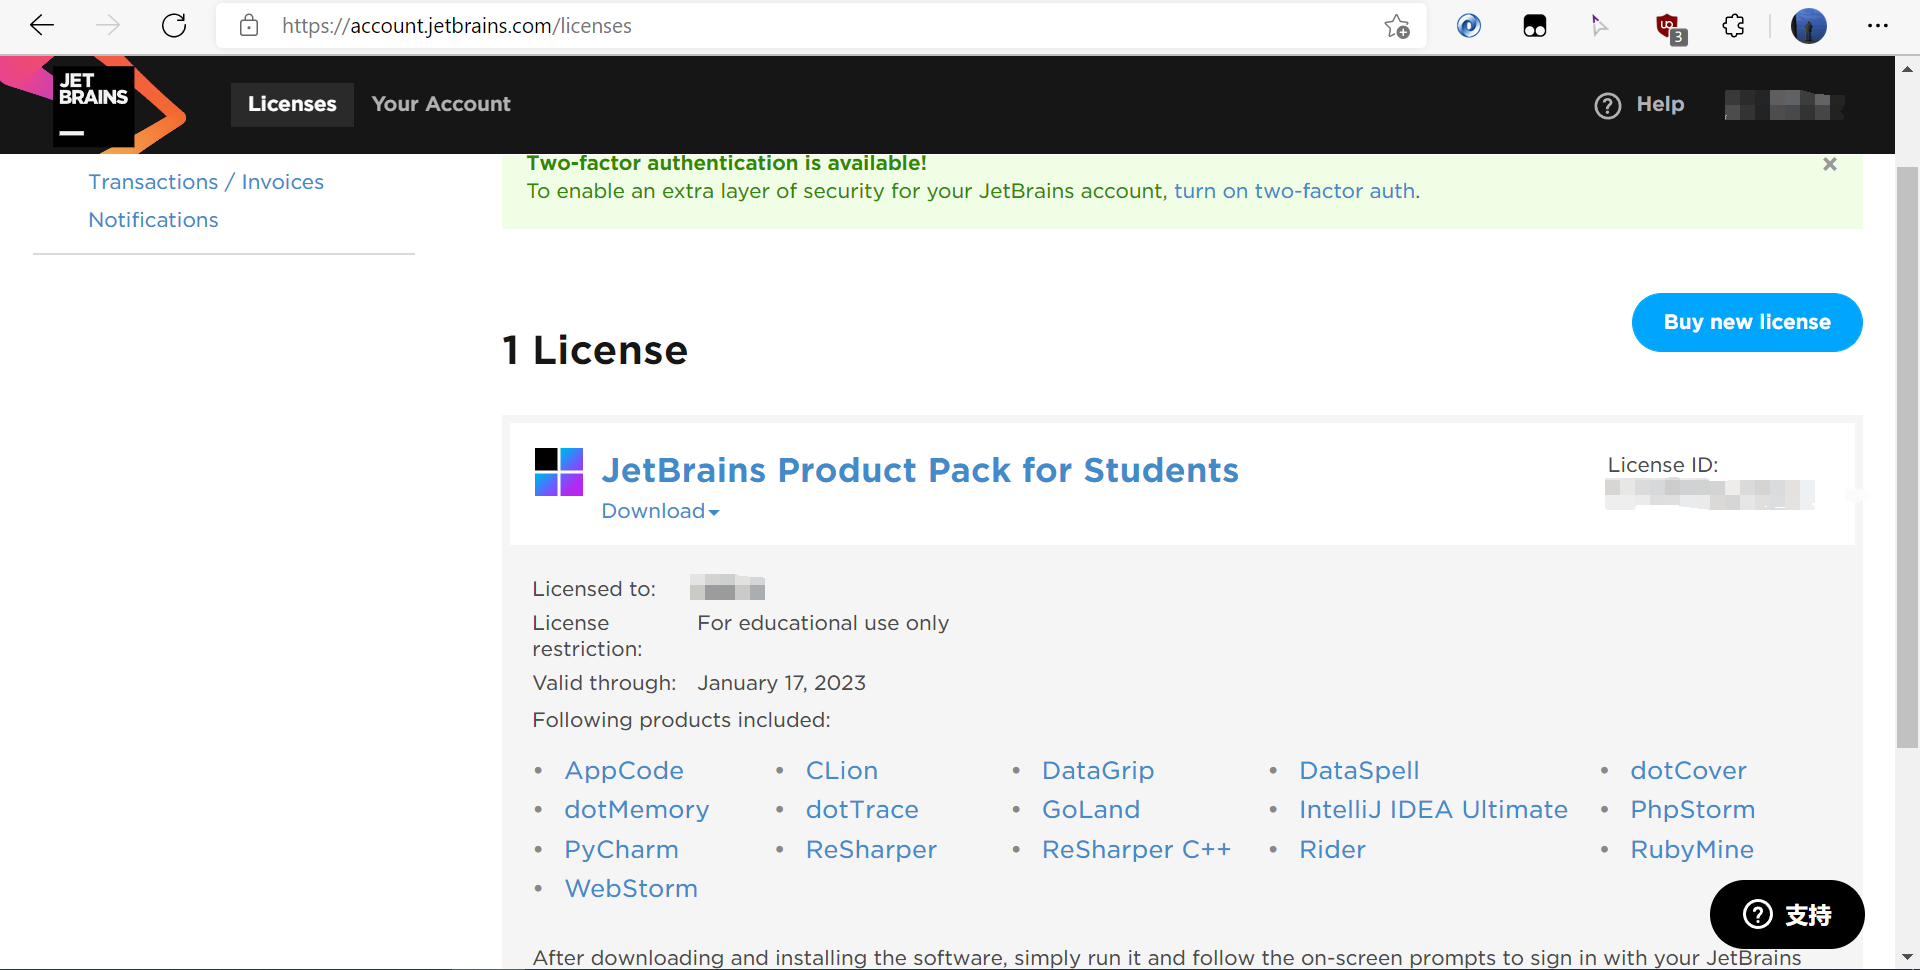 https://account.jetbrains.com/licenses
3
JET
BRAINS
Licenses
Your Account
Help
Transactions / Invoices
Notifications
Two-factor authentication is available!
To enable an extra layer of security for your JetBrains account, turn on two-factor auth.
×
Buy new license
1 License
JetBrains Product Pack for Students
Download
License ID:
Licensed to:
License restriction: For educational use only
Valid through: January 17, 2023
Following products included:
• AppCode • CLion • DataGrip • DataSpell • dotCover
• dotMemory • dotTrace • GoLand • IntelliJ IDEA Ultimate • PhpStorm
• PyCharm • ReSharper • ReSharper C++ • Rider • RubyMine
• WebStorm
支持
After downloading and installing the software, simply run it and follow the on-screen prompts to sign in with your JetBrains